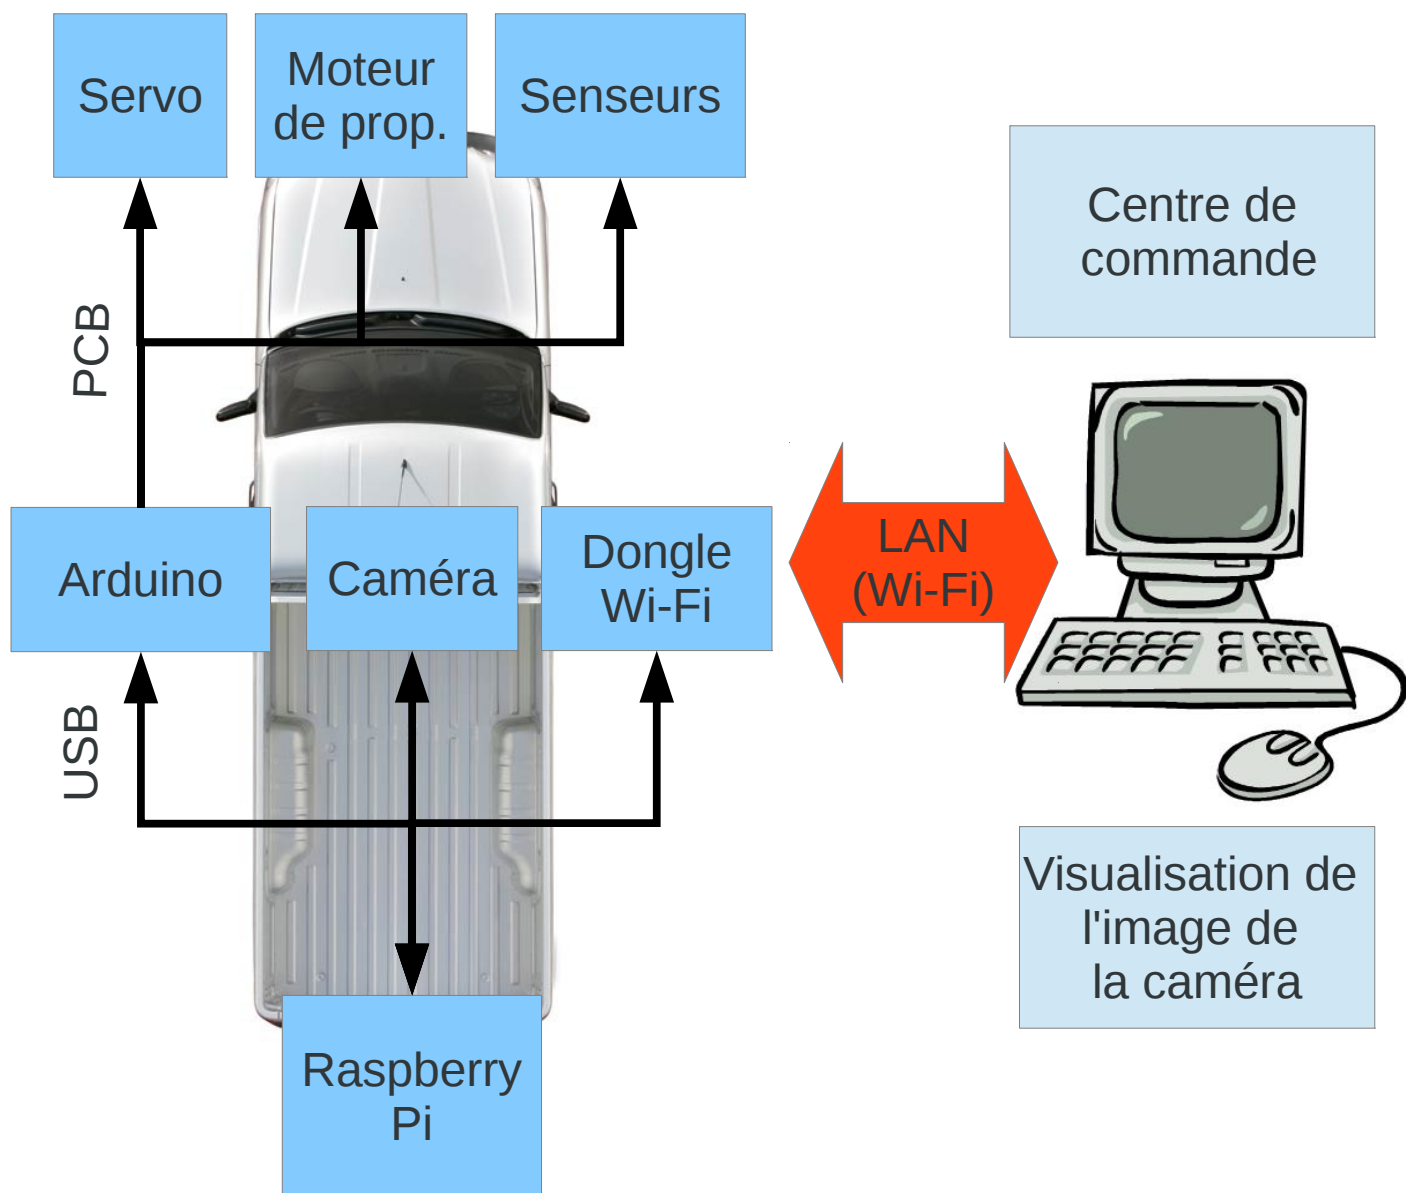 Servo
Moteur
de prop.
Senseurs
Centre de
commande
PCB
Arduino
Caméra
Dongle
Wi-Fi
LAN
(Wi-Fi)
USB
Visualisation de
l'image de
la caméra
Raspberry
Pi